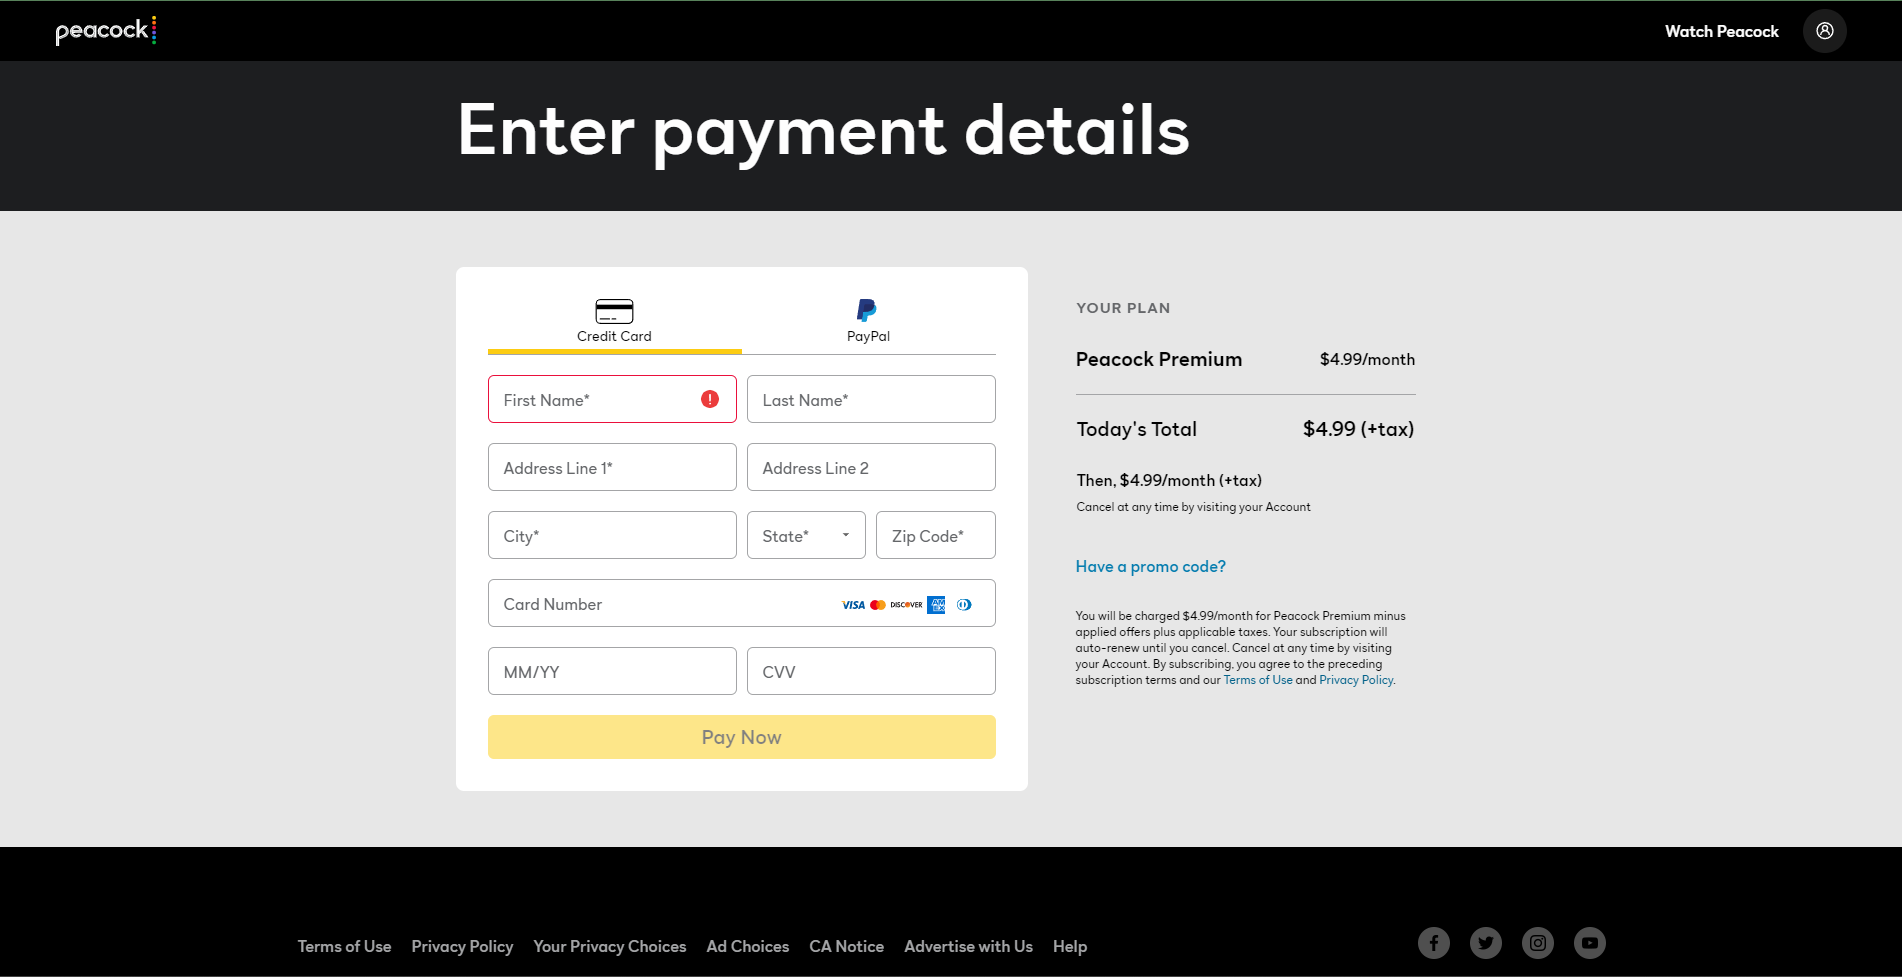 peacock
Watch Peacock
Enter payment details
Credit Card
PayPal
First Name*
Last Name*
Address Line 1*
Address Line 2
City*
State*
Zip Code*
Card Number
VISA
DISCOVER
AM
EX
MM/YY
CVV
Pay Now
YOUR PLAN
Peacock Premium
$4.99/month
Today's Total
$4.99 (+tax)
Then, $4.99/month (+tax)
Cancel at any time by visiting your Account
Have a promo code?
You will be charged $4.99/month for Peacock Premium minus
applied offers plus applicable taxes. Your subscription will
auto-renew until you cancel. Cancel at any time by visiting
your Account. By subscribing, you agree to the preceding
subscription terms and our Terms of Use and Privacy Policy.
Terms of Use
Privacy Policy
Your Privacy Choices
Ad Choices
CA Notice
Advertise with Us
Help